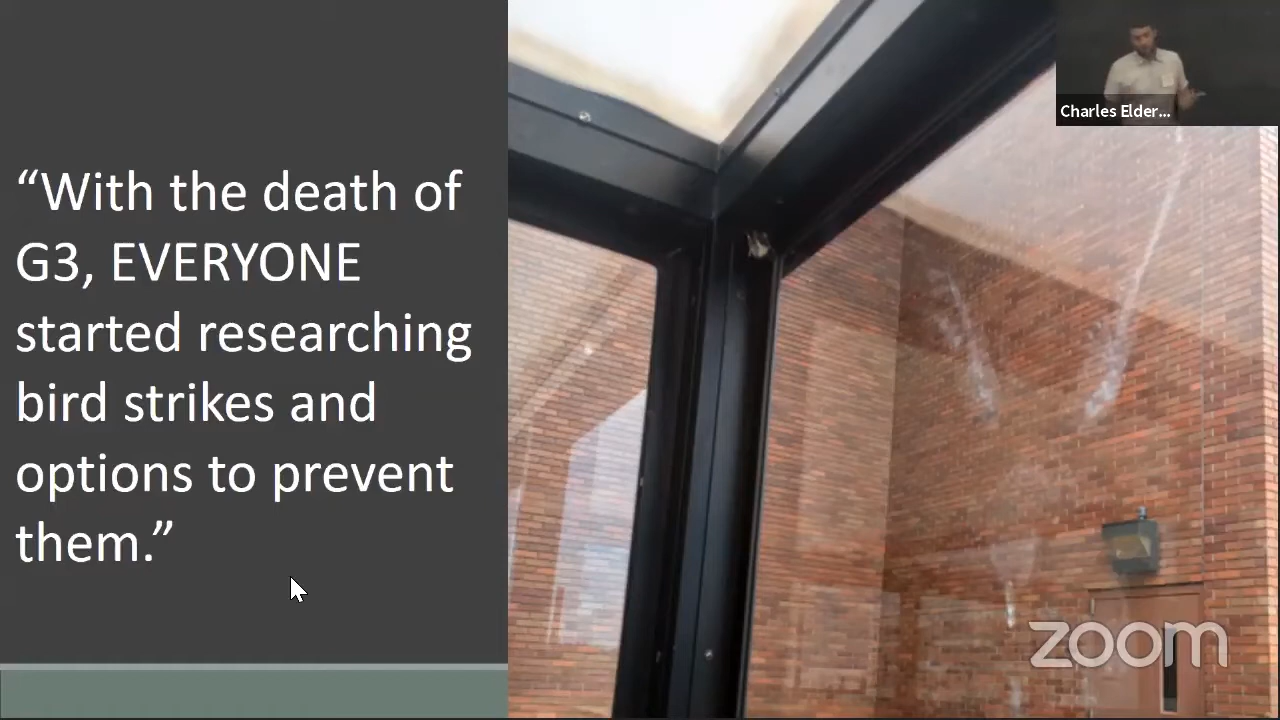 “With the death of
G3, EVERYONE
started researching
bird strikes and
options to prevent
them.”
Charles Elder...
zoom